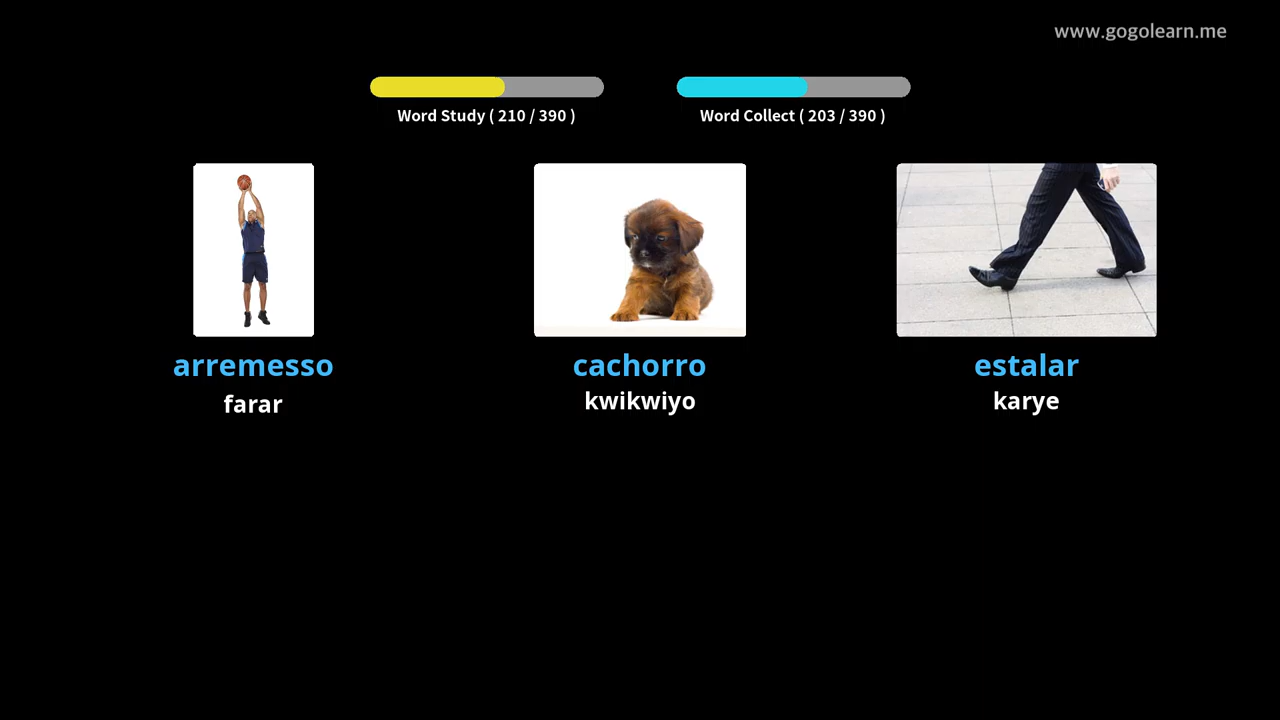 www.gogolearn.me
Word Study ( 210 / 390 )
Word Collect ( 203 / 390 )
arremesso
farar
cachorro
kwikwiyo
estalar
karye